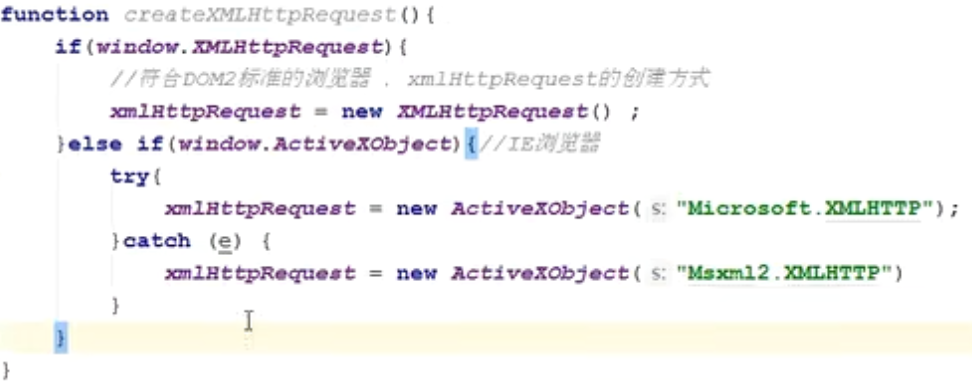 function createXMLHttpRequest(){
    if(window.XMLHttpRequest){
        //符合DOM2标准的浏览器 ，xmlHttpRequest的创建方式
        xmlHttpRequest = new XMLHttpRequest() ;
    }else if(window.ActiveXObject){//IE浏览器
        try{
            xmlHttpRequest = new ActiveXObject( s: "Microsoft.XMLHTTP");
        }catch (e) {
            xmlHttpRequest = new ActiveXObject( s: "Msxml2.XMLHTTP")
        }
    }
}